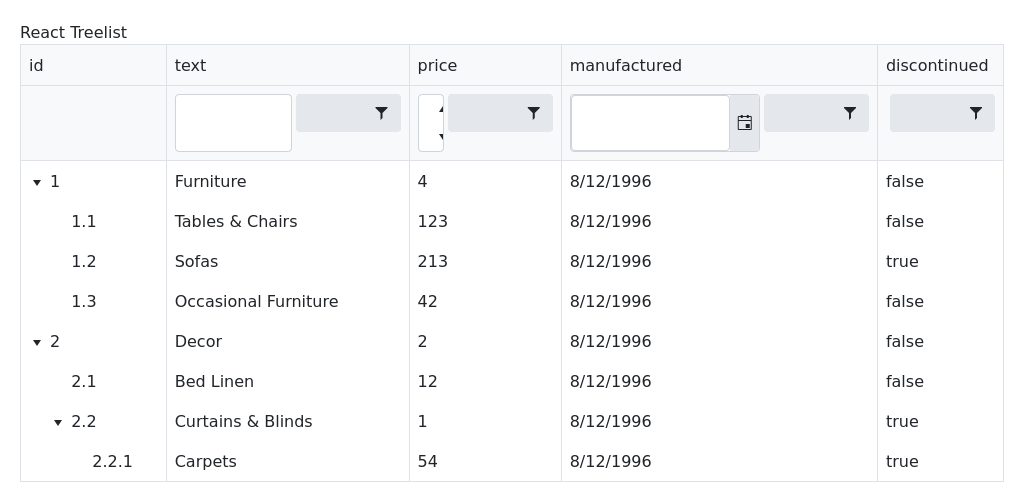 React Treelist
id text price manufactured discontinued
1 Furniture 4 8/12/1996 false
1.1 Tables & Chairs 123 8/12/1996 false
1.2 Sofas 213 8/12/1996 true
1.3 Occasional Furniture 42 8/12/1996 false
2 Decor 2 8/12/1996 false
2.1 Bed Linen 12 8/12/1996 false
2.2 Curtains & Blinds 1 8/12/1996 true
2.2.1 Carpets 54 8/12/1996 true